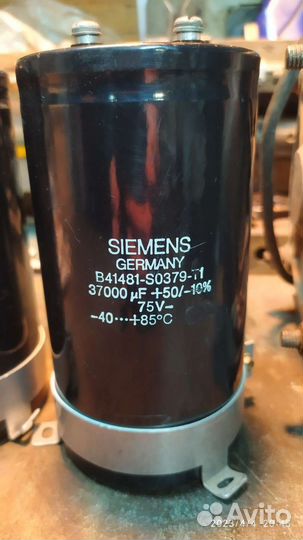 SIEMENS
GERMANY
B41481-S0379-T1
37000 µF +50/-10%
75V-
-40···+85°C
Avito